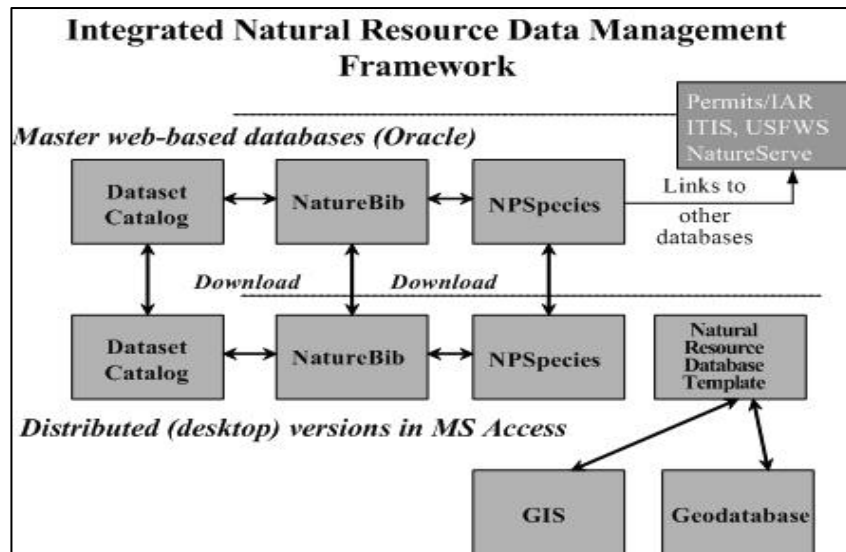 Integrated Natural Resource Data Management
Framework
Permits/IAR
ITIS, USFWS
NatureServe
Master web-based databases (Oracle)
Dataset
Catalog
NatureBib
NPSpecies
Links to
other
databases
Download
Download
Dataset
Catalog
NatureBib
NPSpecies
Natural
Resource
Database
Template
Distributed (desktop) versions in MS Access
GIS
Geodatabase